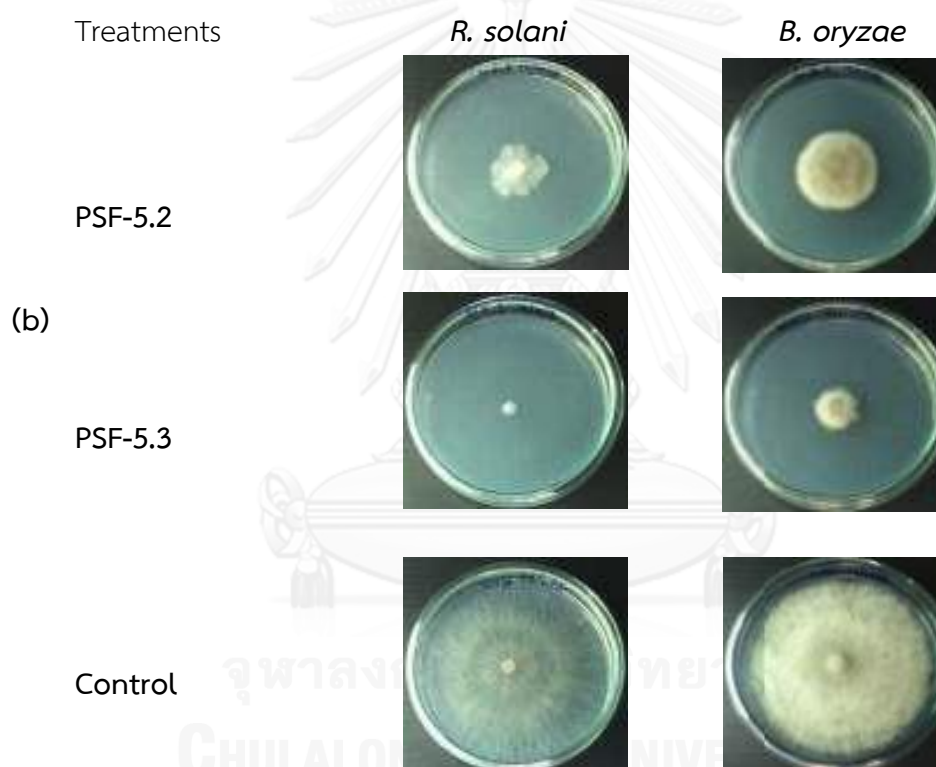 Treatments R. solani B. oryzae
PSF-5.2
(b)
PSF-5.3
Control